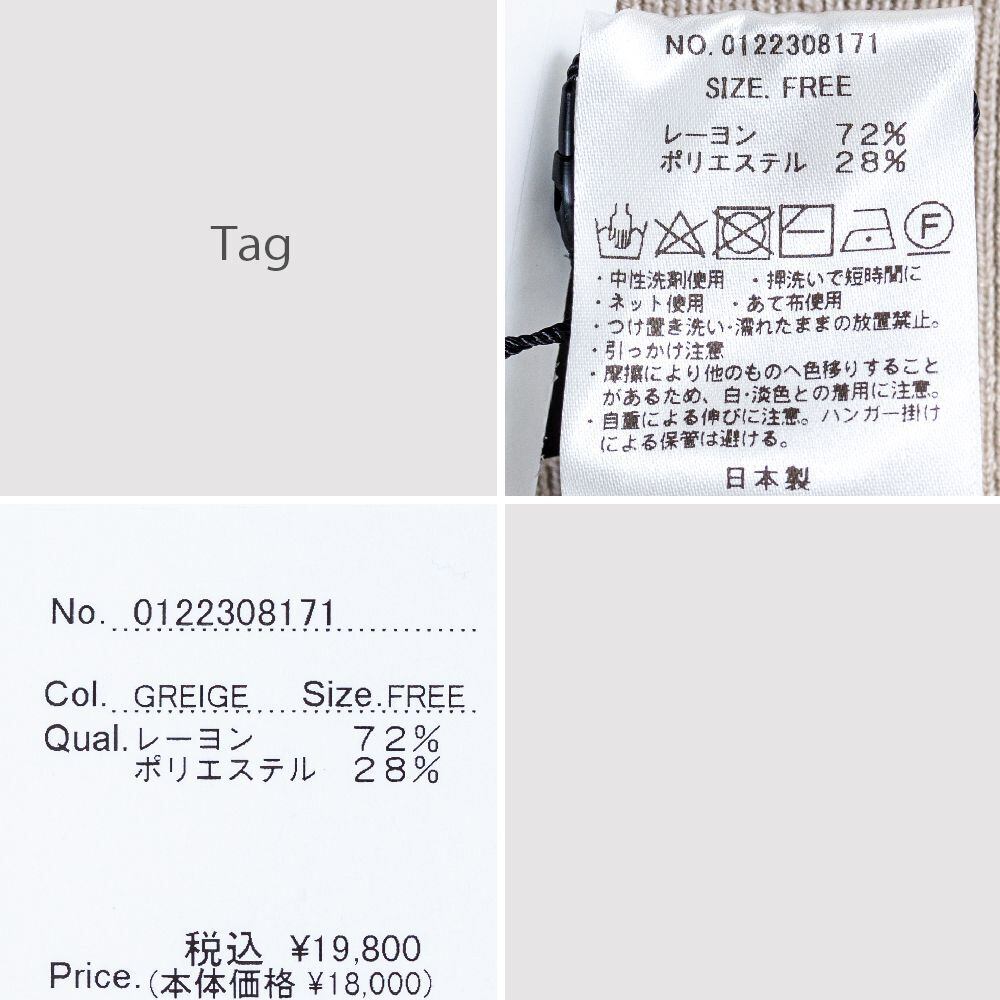 Tag
NO. 0122308171
SIZE. FREE
レーヨン 72%
ポリエステル 28%
F
・中性洗剤使用 ・押洗いで短時間に
・ネット使用 ・あて布使用
・つけ置き洗い・濡れたままの放置禁止。
・引っかけ注意
・摩擦により他のものへ色移りすること
があるため、白・淡色との着用に注意。
・自重による伸びに注意。ハンガー掛け
による保管は避ける。
日本製
No. 0122308171
Col. GREIGE Size. FREE
Qual. レーヨン 72%
ポリエステル 28%
税込 ¥19,800
Price. (本体価格 ¥18,000)